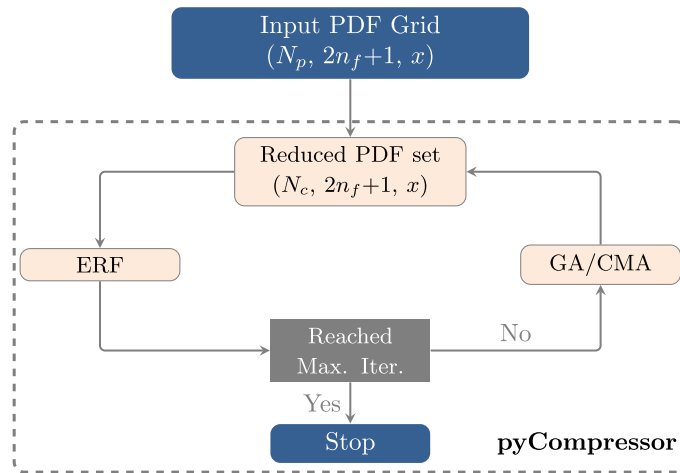 Input PDF Grid
(N_p, 2n_f+1, x)
Reduced PDF set
(N_c, 2n_f+1, x)
ERF
GA/CMA
Reached
Max. Iter.
No
Yes
Stop
pyCompressor